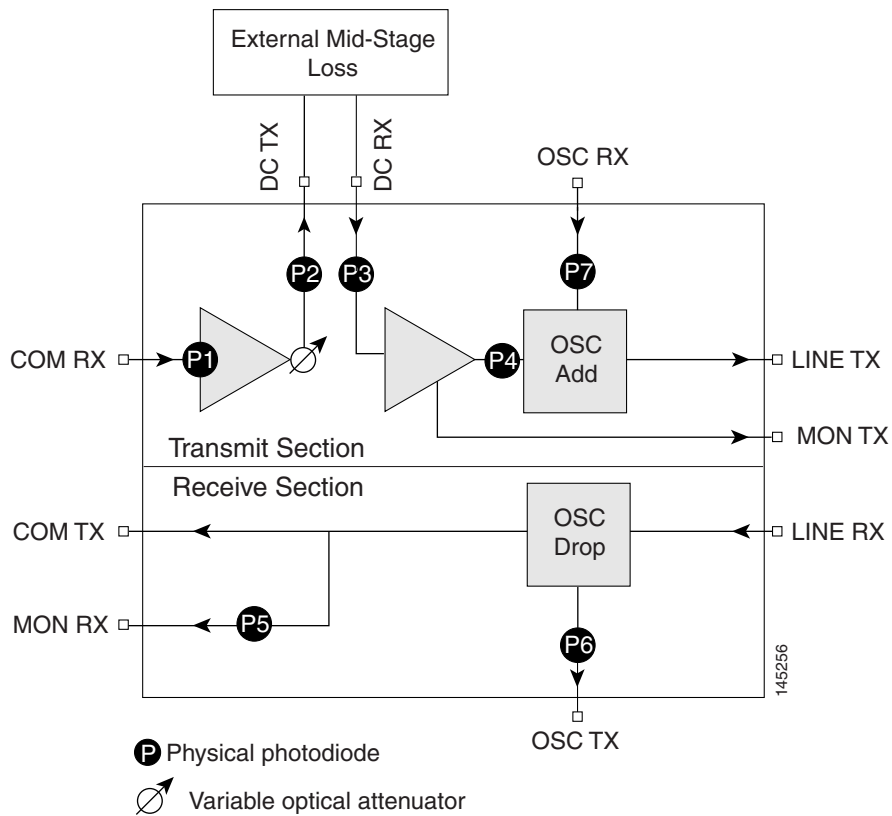 External Mid-Stage
Loss
DC TX
DC RX
OSC RX
P2
P3
P7
COM RX
P1
P4
OSC
Add
LINE TX
MON TX
Transmit Section
Receive Section
COM TX
OSC
Drop
LINE RX
MON RX
P5
P6
145256
OSC TX
P Physical photodiode
Variable optical attenuator